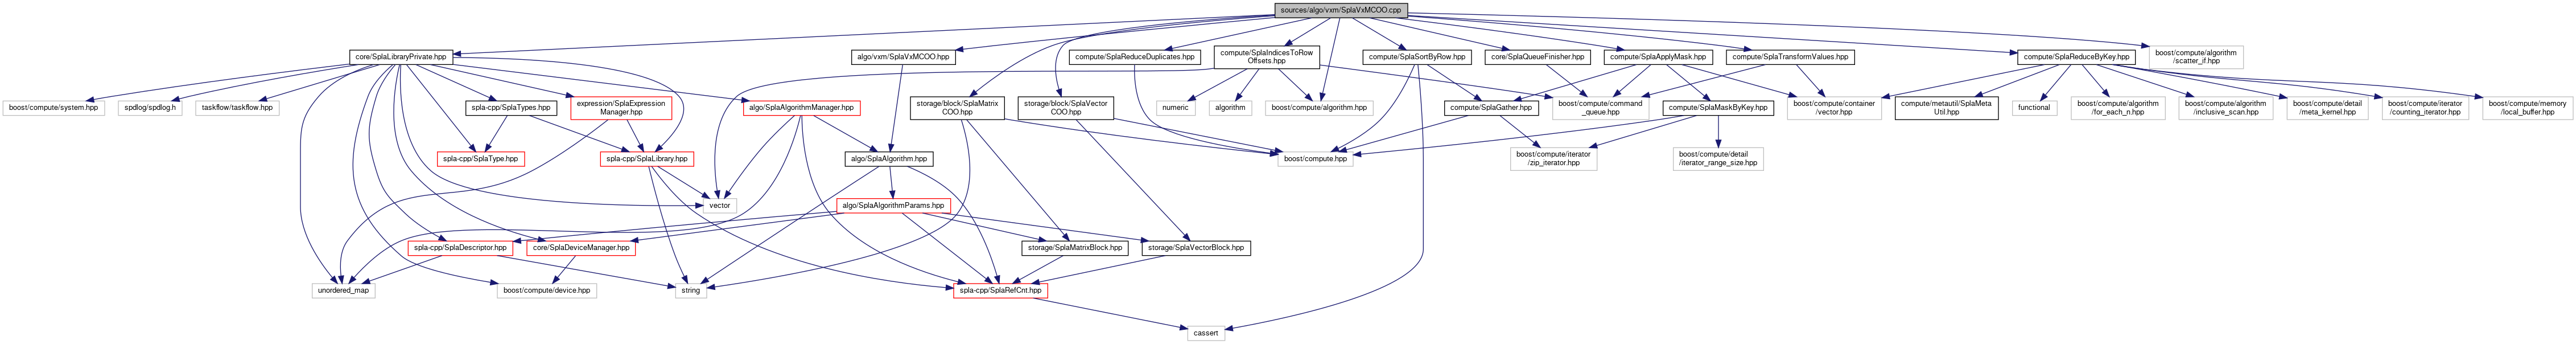 sources/algo/vxm/SplaVxMCOO.cpp
core/SplaLibraryPrivate.hpp
algo/vxm/SplaVxMCOO.hpp
compute/SplaReduceDuplicates.hpp
compute/SplaIndicesToRow
Offsets.hpp
compute/SplaSortByRow.hpp
core/SplaQueueFinisher.hpp
compute/SplaApplyMask.hpp
compute/SplaTransformValues.hpp
compute/SplaReduceByKey.hpp
boost/compute/algorithm
/scatter_if.hpp
boost/compute/system.hpp
spdlog/spdlog.h
taskflow/taskflow.hpp
spla-cpp/SplaTypes.hpp
expression/SplaExpression
Manager.hpp
algo/SplaAlgorithmManager.hpp
storage/block/SplaMatrix
COO.hpp
storage/block/SplaVector
COO.hpp
numeric
algorithm
boost/compute/algorithm.hpp
compute/SplaGather.hpp
boost/compute/command
_queue.hpp
compute/SplaMaskByKey.hpp
boost/compute/container
/vector.hpp
compute/metautil/SplaMeta
Util.hpp
functional
boost/compute/algorithm
/for_each_n.hpp
boost/compute/algorithm
/inclusive_scan.hpp
boost/compute/detail
/meta_kernel.hpp
boost/compute/iterator
/counting_iterator.hpp
boost/compute/memory
/local_buffer.hpp
spla-cpp/SplaType.hpp
spla-cpp/SplaLibrary.hpp
algo/SplaAlgorithm.hpp
boost/compute.hpp
boost/compute/iterator
/zip_iterator.hpp
boost/compute/detail
/iterator_range_size.hpp
vector
algo/SplaAlgorithmParams.hpp
spla-cpp/SplaDescriptor.hpp
core/SplaDeviceManager.hpp
storage/SplaMatrixBlock.hpp
storage/SplaVectorBlock.hpp
unordered_map
boost/compute/device.hpp
string
spla-cpp/SplaRefCnt.hpp
cassert